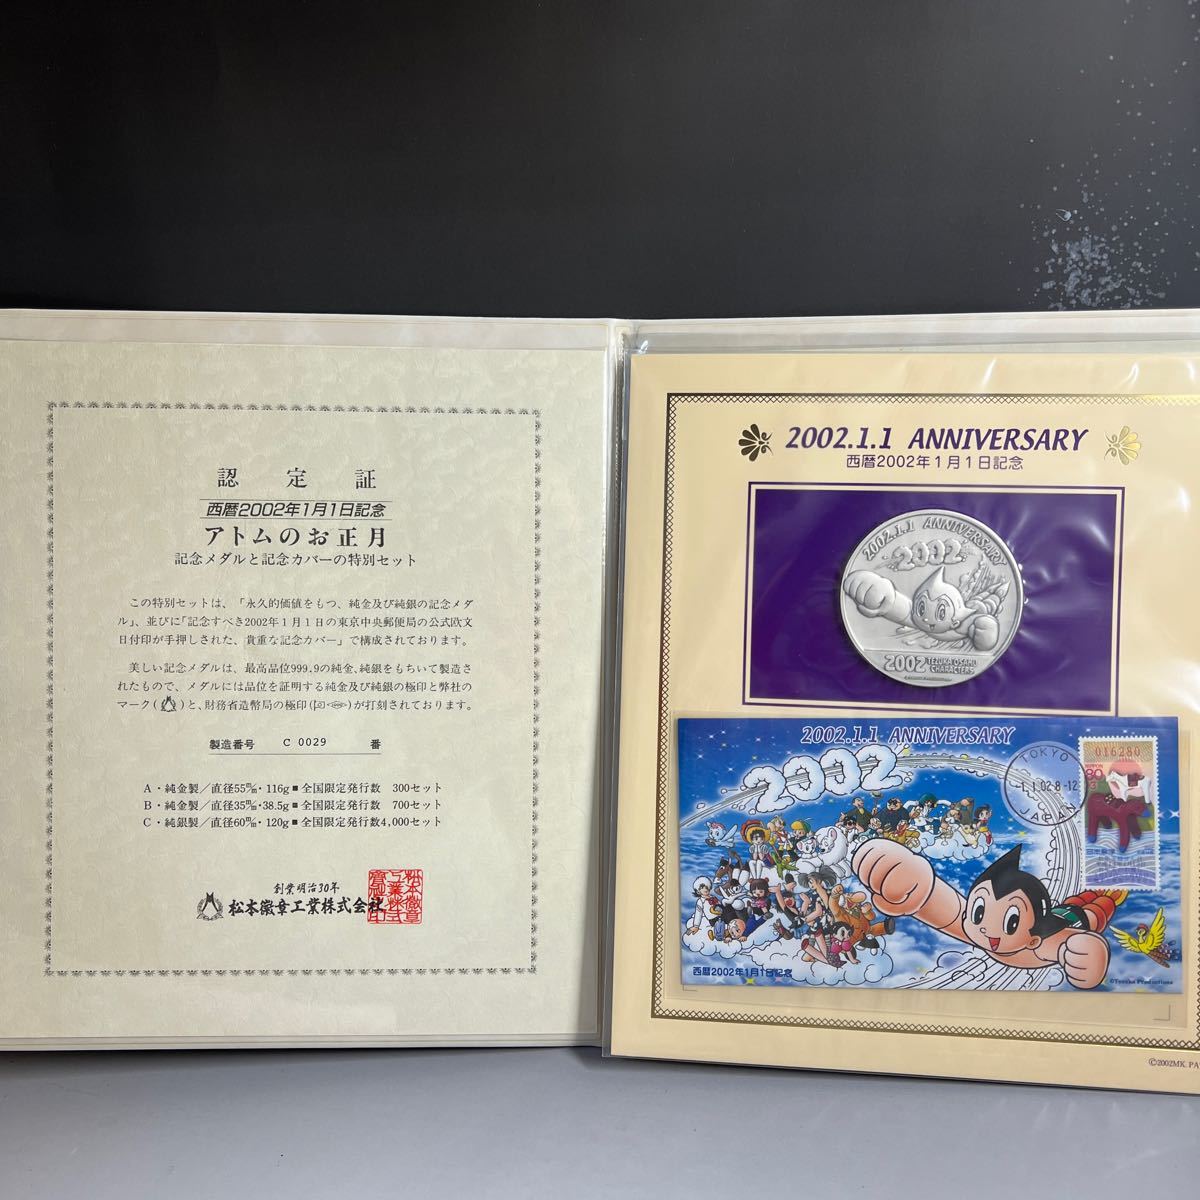 認定証
西暦2002年1月1日記念
アトムのお正月
記念メダルと記念カバーの特別セット
この特別セットは、「永久的価値をもつ、純金及び純銀の記念メダ
ル」、並びに「記念すべき2002年1月1日の東京中央郵便局の公式欧文
日付印が手押しされた、貴重な記念カバー」で構成されております。
美しい記念メダルは、最高品位999.9の純金、純銀をもちいて製造さ
れたもので、メダルには品位を証明する純金及び純銀の極印と弊社の
マーク( )と、財務省造幣局の極印( )が打刻されております。
製造番号 C 0029 番
A・純金製/直径55㎜・116g■全国限定発行数 300セット
B・純金製/直径35㎜・38.5g■全国限定発行数 700セット
C・純銀製/直径60㎜・120g■全国限定発行数4,000セット
創業明治30年
松本徽章工業株式会社
2002.1.1 ANNIVERSARY
西暦2002年1月1日記念
2002.1.1 ANNIVERSARY
2002
2002 TEZUKA OSAMU
CHARACTERS
2002.1.1 ANNIVERSARY
2002
TOKYO
1.1.02.8-12
JAPAN
016280
NIPPON
80
西暦2002年1月1日記念
©Tezuka Productions
©2002MK. PA